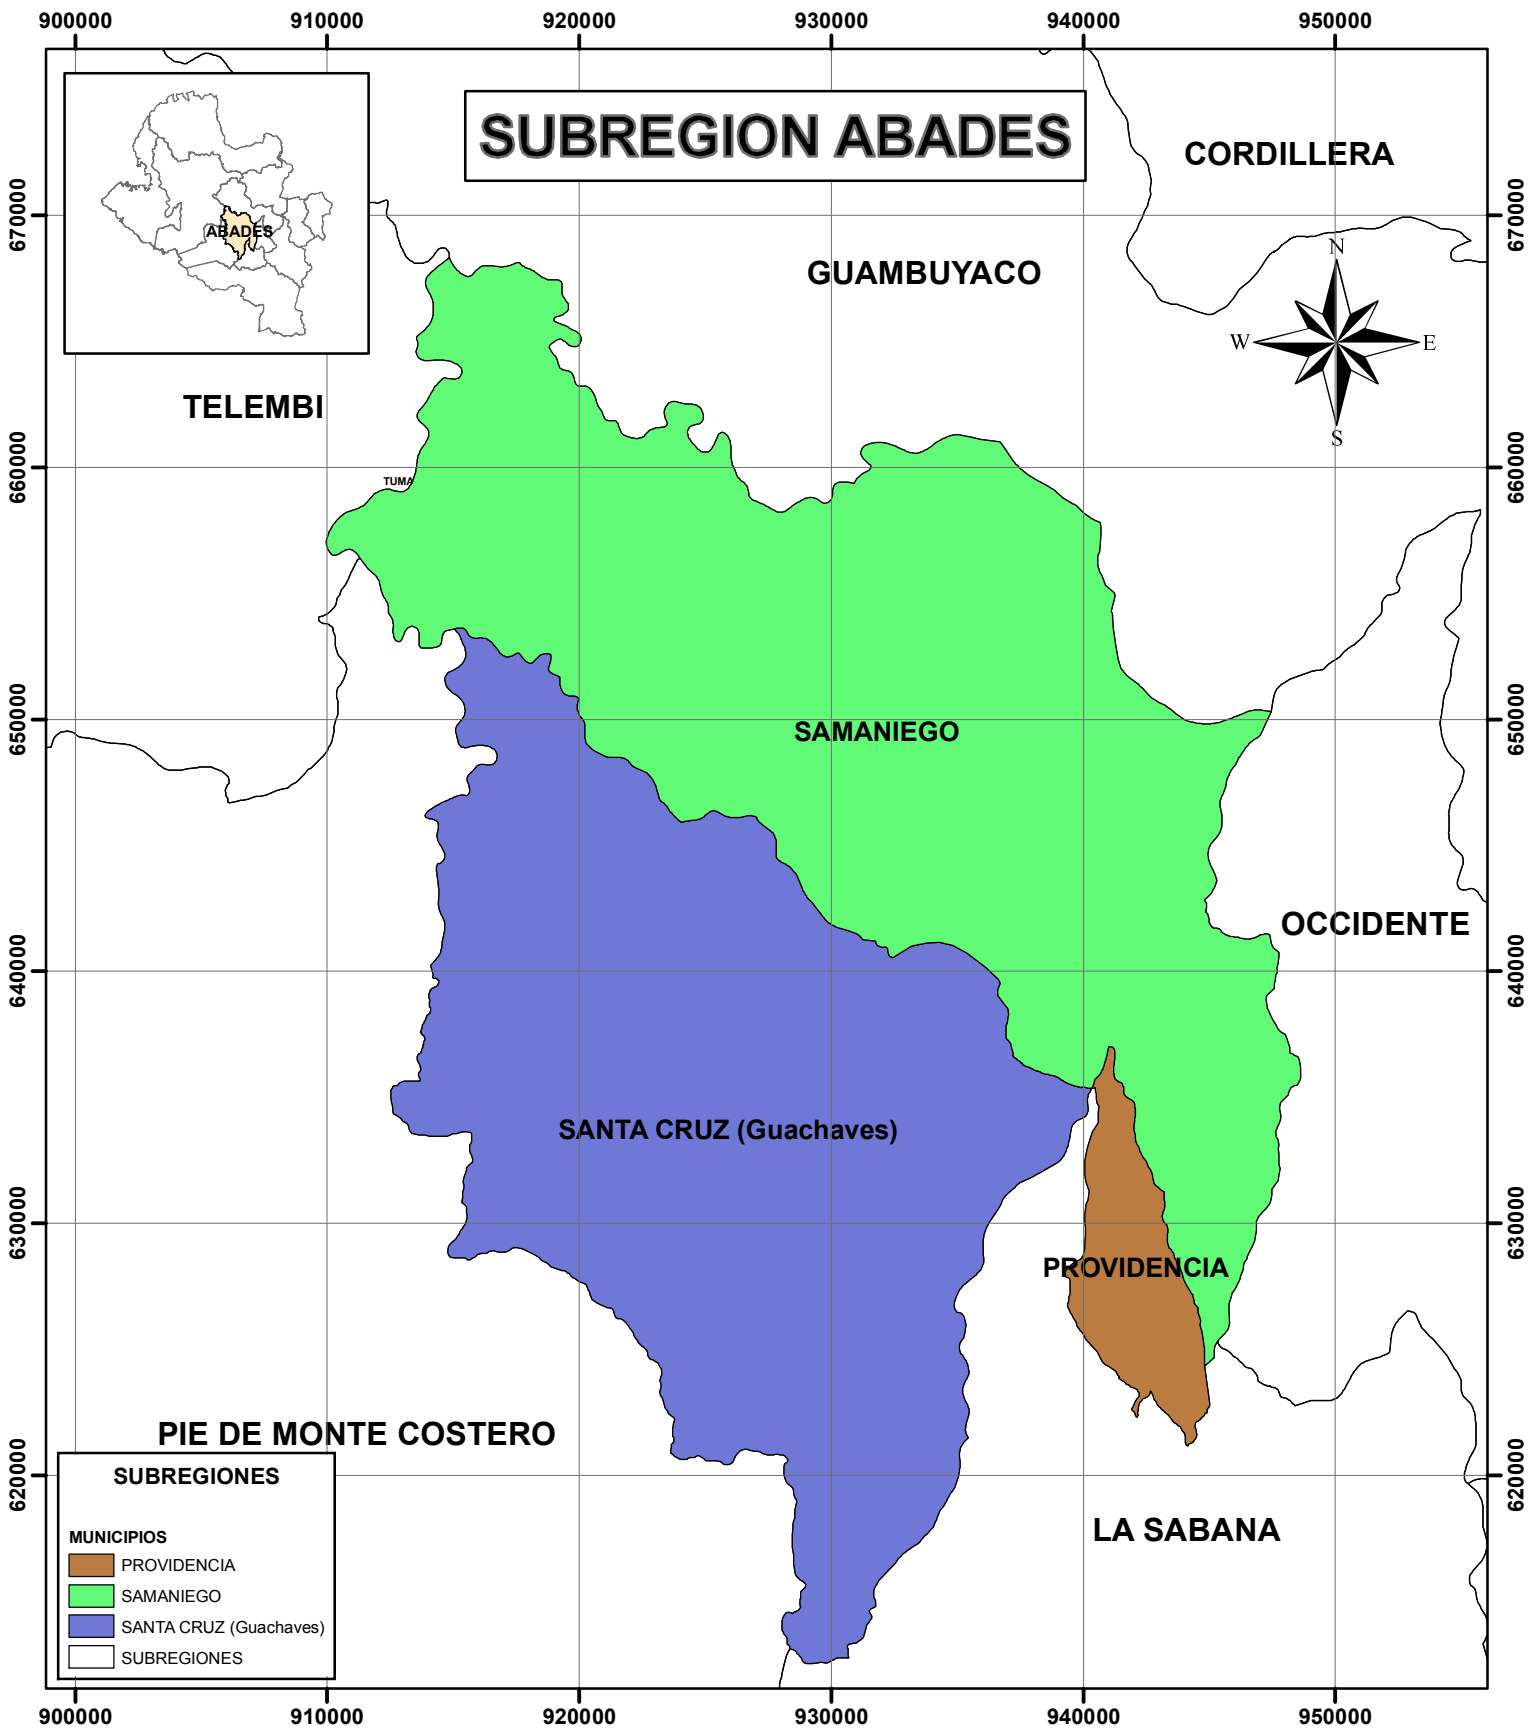 900000 910000 920000 930000 940000 950000
SUBREGION ABADES
CORDILLERA
670000
670000
ABADES
GUAMBUYACO
N
W
E
S
TELEMBI
660000
TUMA
660000
650000
SAMANIEGO
650000
OCCIDENTE
640000
640000
SANTA CRUZ (Guachaves)
630000
630000
PROVIDENCIA
PIE DE MONTE COSTERO
620000
620000
LA SABANA
SUBREGIONES
MUNICIPIOS
PROVIDENCIA
SAMANIEGO
SANTA CRUZ (Guachaves)
SUBREGIONES
900000 910000 920000 930000 940000 950000